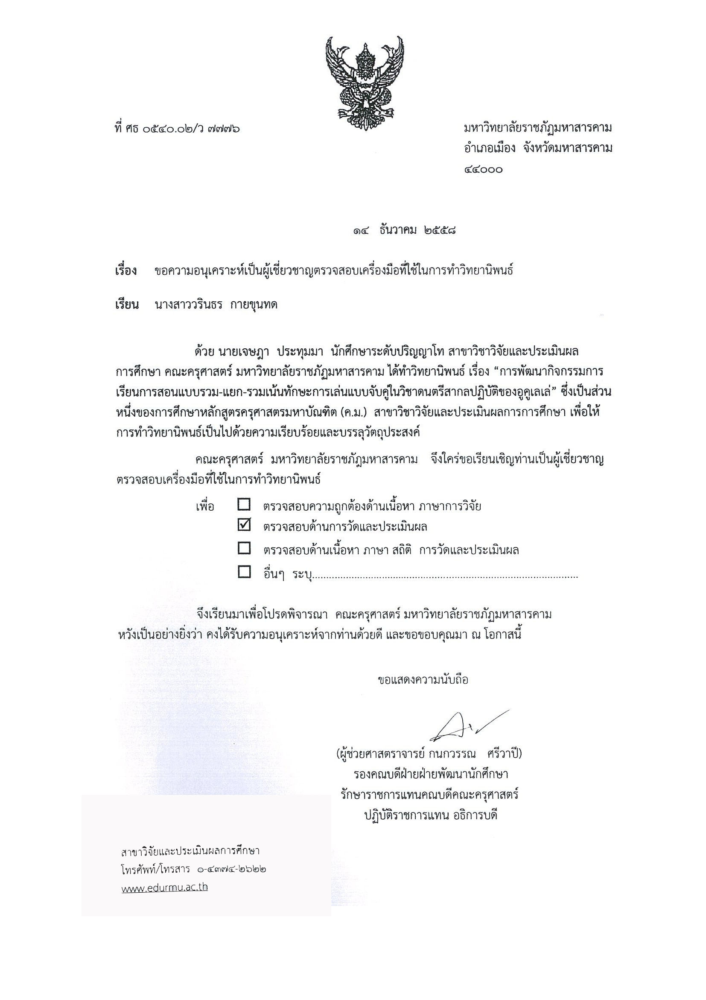 ที่ ศธ ๐๕๔๐.๐๒/ว ๗๗๗๖
มหาวิทยาลัยราชภัฏมหาสารคาม
อำเภอเมือง จังหวัดมหาสารคาม
๔๔๐๐๐
๑๔ ธันวาคม ๒๕๕๘
เรื่อง ขอความอนุเคราะห์เป็นผู้เชี่ยวชาญตรวจสอบเครื่องมือที่ใช้ในการทำวิทยานิพนธ์
เรียน นางสาววรินธร กายขุนทด
ด้วย นายเจษฎา ประทุมมา นักศึกษาระดับปริญญาโท สาขาวิชาวิจัยและประเมินผล
การศึกษา คณะครุศาสตร์ มหาวิทยาลัยราชภัฏมหาสารคาม ได้ทำวิทยานิพนธ์ เรื่อง “การพัฒนากิจกรรมการ
เรียนการสอนแบบรวม-แยก-รวมเน้นทักษะการเล่นแบบจับคู่ในวิชาดนตรีสากลปฏิบัติของอูคูเลเล่” ซึ่งเป็นส่วน
หนึ่งของการศึกษาหลักสูตรครุศาสตรมหาบัณฑิต (ค.ม.) สาขาวิชาวิจัยและประเมินผลการการศึกษา เพื่อให้
การทำวิทยานิพนธ์เป็นไปด้วยความเรียบร้อยและบรรลุวัตถุประสงค์
คณะครุศาสตร์ มหาวิทยาลัยราชภัฎมหาสารคาม จึงใคร่ขอเรียนเชิญท่านเป็นผู้เชี่ยวชาญ
ตรวจสอบเครื่องมือที่ใช้ในการทำวิทยานิพนธ์
เพื่อ ☐ ตรวจสอบความถูกต้องด้านเนื้อหา ภาษาการวิจัย
☑ ตรวจสอบด้านการวัดและประเมินผล
☐ ตรวจสอบด้านเนื้อหา ภาษา สถิติ การวัดและประเมินผล
☐ อื่นๆ ระบุ..............................................................................................
จึงเรียนมาเพื่อโปรดพิจารณา คณะครุศาสตร์ มหาวิทยาลัยราชภัฏมหาสารคาม
หวังเป็นอย่างยิ่งว่า คงได้รับความอนุเคราะห์จากท่านด้วยดี และขอขอบคุณมา ณ โอกาสนี้
ขอแสดงความนับถือ
(ผู้ช่วยศาสตราจารย์ กนกวรรณ ศรีวาปี)
รองคณบดีฝ่ายฝ่ายพัฒนานักศึกษา
รักษาราชการแทนคณบดีคณะครุศาสตร์
ปฏิบัติราชการแทน อธิการบดี
สาขาวิจัยและประเมินผลการศึกษา
โทรศัพท์/โทรสาร ๐-๔๓๗๔-๒๖๒๒
www.edurmu.ac.th